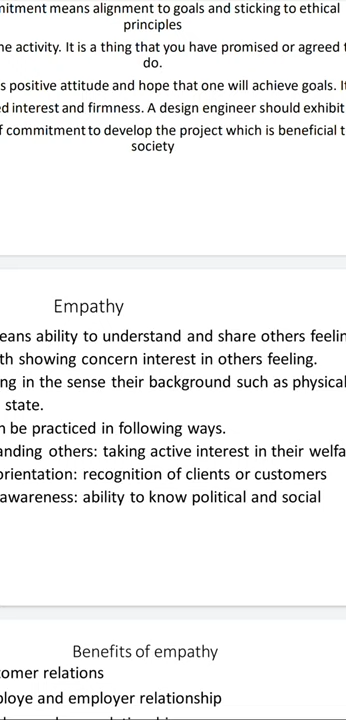 mitment means alignment to goals and sticking to ethical
principles
ne activity. It is a thing that you have promised or agreed t
do.
s positive attitude and hope that one will achieve goals. It
ed interest and firmness. A design engineer should exhibit
f commitment to develop the project which is beneficial t
society
Empathy
eans ability to understand and share others feelin
th showing concern interest in others feeling.
ng in the sense their background such as physical
state.
n be practiced in following ways.
anding others: taking active interest in their welfa
orientation: recognition of clients or customers
awareness: ability to know political and social
Benefits of empathy
tomer relations
ploye and employer relationship